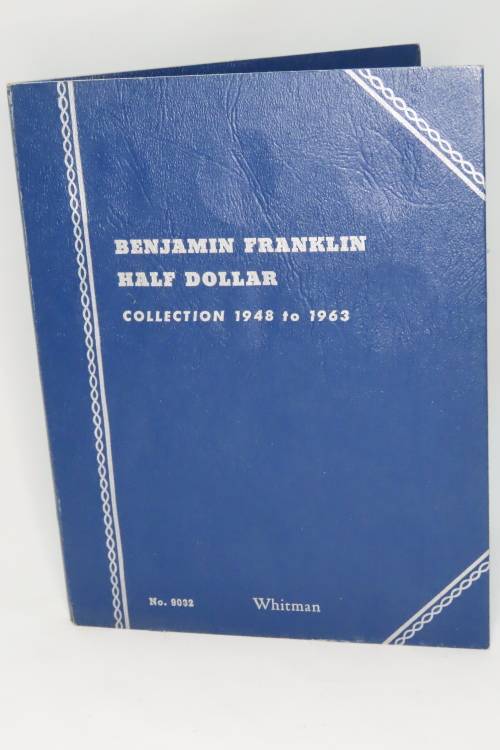 BENJAMIN FRANKLIN
HALF DOLLAR
COLLECTION 1948 to 1963
No. 9032 Whitman